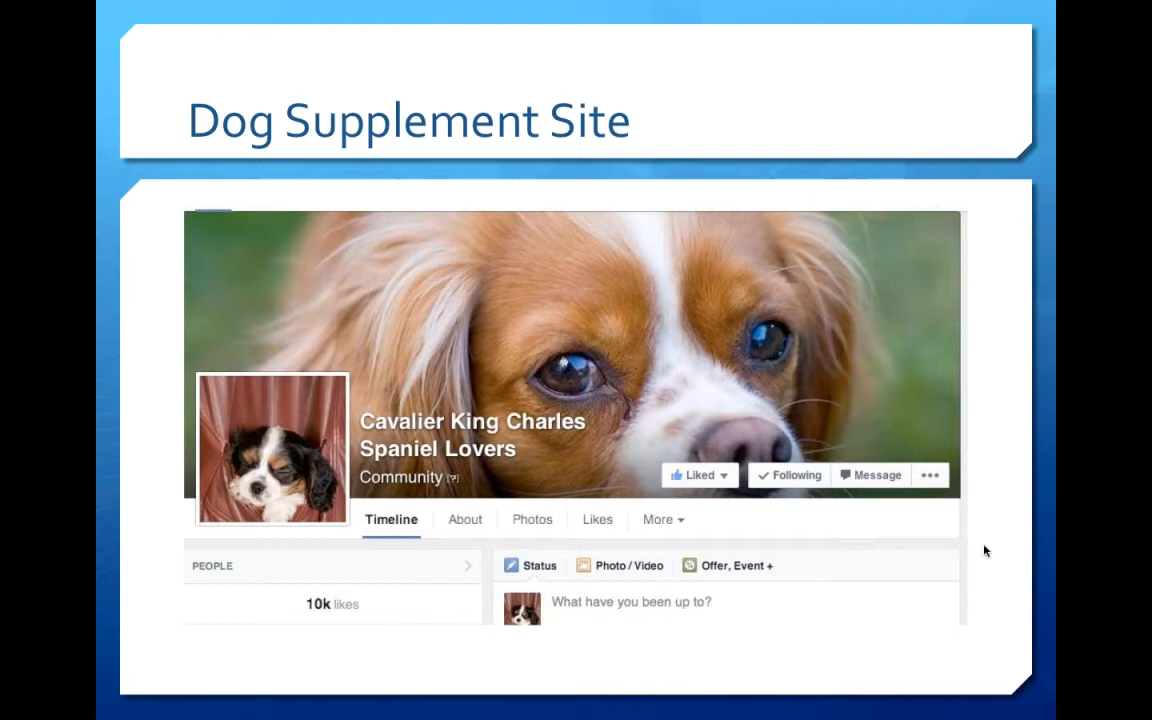 Dog Supplement Site
Cavalier King Charles
Spaniel Lovers
Community [?]
Liked
Following
Message
Timeline
About
Photos
Likes
More
PEOPLE
Status
Photo / Video
Offer, Event +
10k likes
What have you been up to?